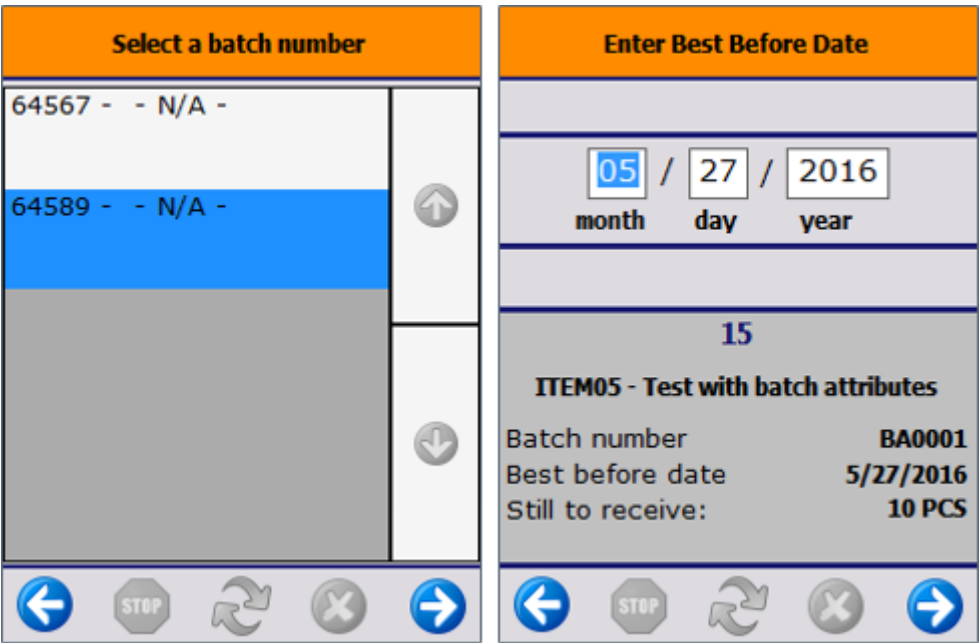 Select a batch number
64567 -  - N/A -
64589 -  - N/A -
STOP
Enter Best Before Date
05 / 27 / 2016
month day year
15
ITEM05 - Test with batch attributes
Batch number BA0001
Best before date 5/27/2016
Still to receive: 10 PCS
STOP